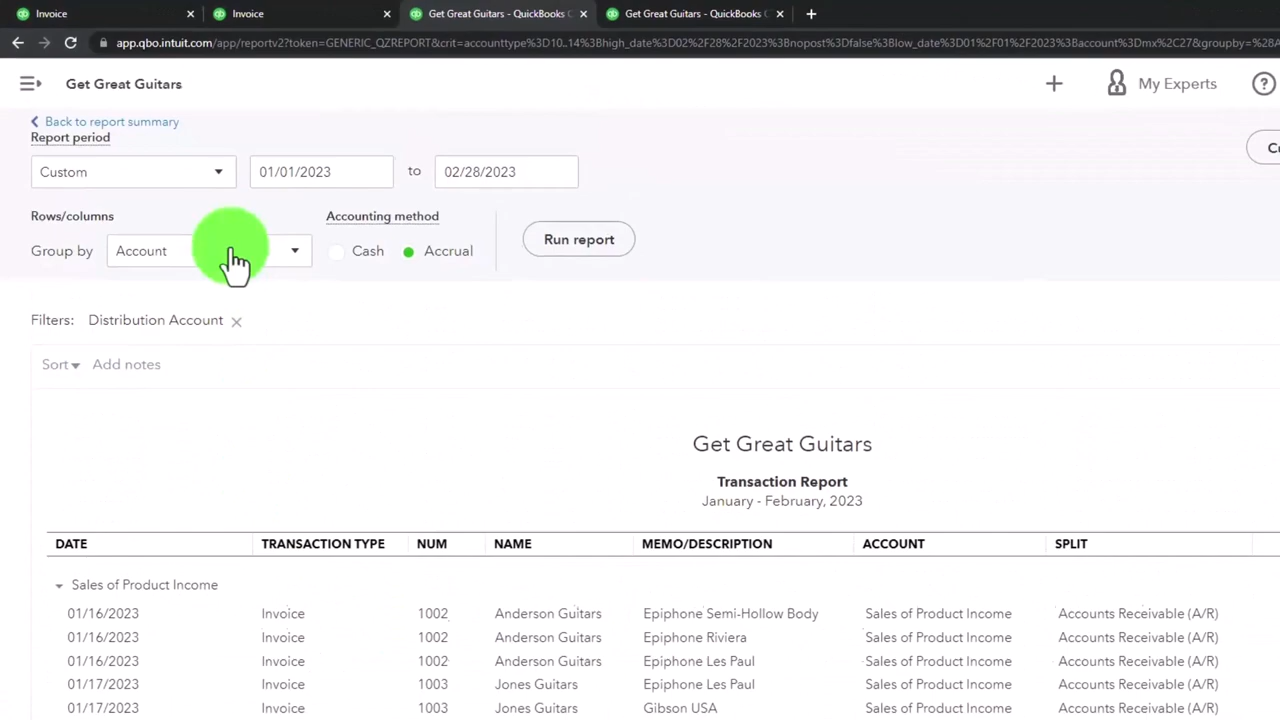 Invoice
Invoice
Get Great Guitars - QuickBooks
Get Great Guitars - QuickBooks
app.qbo.intuit.com/app/reportv2?token=GENERIC_QZREPORT&crit=accounttype%3D10..14%3Bhigh_date%3D02%2F28%2F2023%3Bnopost%3Dfalse%3Blow_date%3D01%2F01%2F2023%3Baccount%3Dmx%2C27%3Bgroupby=
Get Great Guitars
My Experts
Back to report summary
Report period
Custom
01/01/2023
to
02/28/2023
Rows/columns
Accounting method
Group by
Account
Cash
Accrual
Run report
Filters: Distribution Account
Sort Add notes
Get Great Guitars
Transaction Report
January - February, 2023
DATE TRANSACTION TYPE NUM NAME MEMO/DESCRIPTION ACCOUNT SPLIT
Sales of Product Income
01/16/2023 Invoice 1002 Anderson Guitars Epiphone Semi-Hollow Body Sales of Product Income Accounts Receivable (A/R)
01/16/2023 Invoice 1002 Anderson Guitars Epiphone Riviera Sales of Product Income Accounts Receivable (A/R)
01/16/2023 Invoice 1002 Anderson Guitars Epiphone Les Paul Sales of Product Income Accounts Receivable (A/R)
01/17/2023 Invoice 1003 Jones Guitars Epiphone Les Paul Sales of Product Income Accounts Receivable (A/R)
01/17/2023 Invoice 1003 Jones Guitars Gibson USA Sales of Product Income Accounts Receivable (A/R)